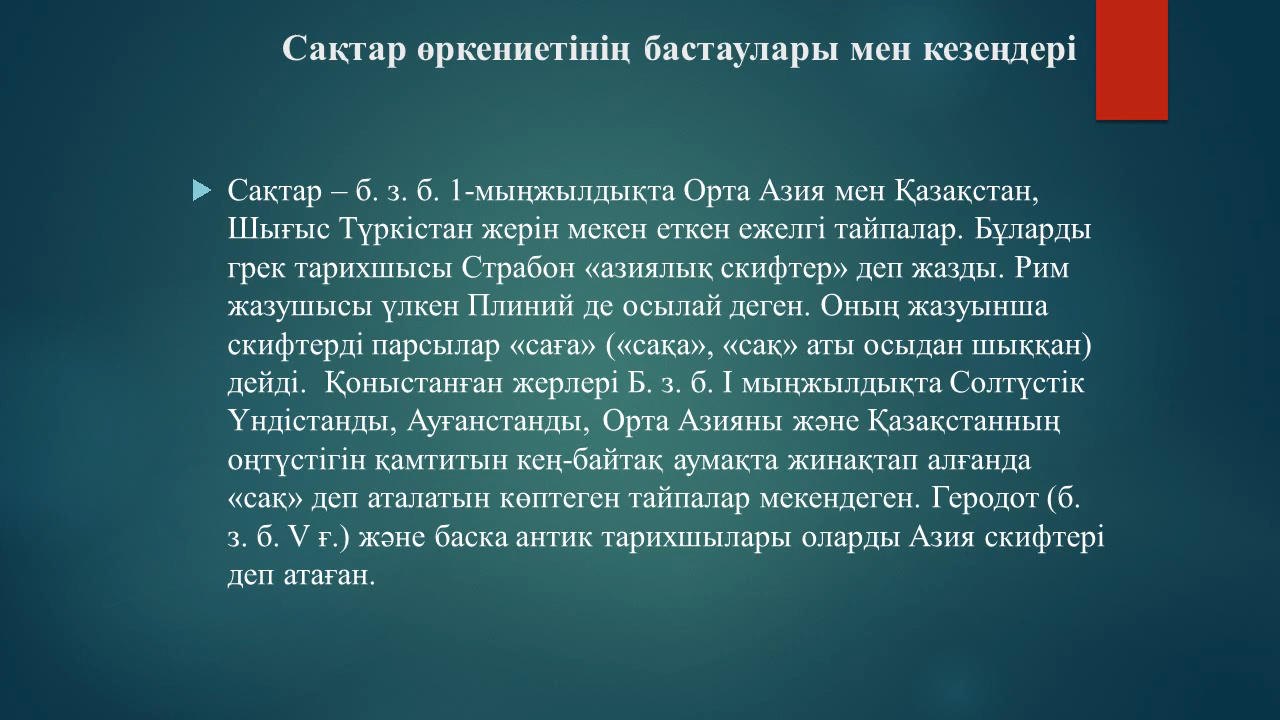 Сақтар өркениетінің бастаулары мен кезеңдері
Сақтар – б. з. б. 1-мыңжылдықта Орта Азия мен Қазақстан,
Шығыс Түркістан жерін мекен еткен ежелгі тайпалар. Бұларды
грек тарихшысы Страбон «азиялық скифтер» деп жазды. Рим
жазушысы үлкен Плиний де осылай деген. Оның жазуынша
скифтерді парсылар «саға» («сақа», «сақ» аты осыдан шыққан)
дейді. Қоныстанған жерлері Б. з. б. I мыңжылдықта Солтүстік
Үндістанды, Ауғанстанды, Орта Азияны және Қазақстанның
оңтүстігін қамтитын кең-байтақ аумақта жинақтап алғанда
«сақ» деп аталатын көптеген тайпалар мекендеген. Геродот (б.
з. б. V ғ.) және баска антик тарихшылары оларды Азия скифтері
деп атаған.